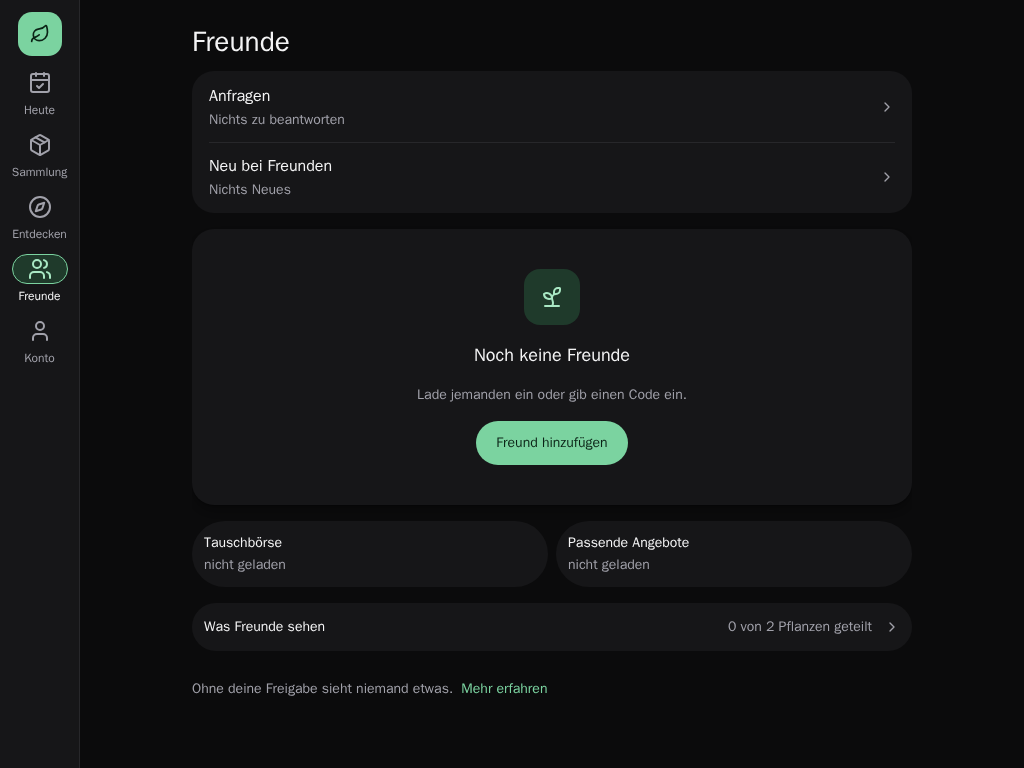 Freunde
Heute
Sammlung
Entdecken
Freunde
Konto
Anfragen
Nichts zu beantworten
Neu bei Freunden
Nichts Neues
Noch keine Freunde
Lade jemanden ein oder gib einen Code ein.
Freund hinzufügen
Tauschbörse
nicht geladen
Passende Angebote
nicht geladen
Was Freunde sehen
0 von 2 Pflanzen geteilt
Ohne deine Freigabe sieht niemand etwas. Mehr erfahren